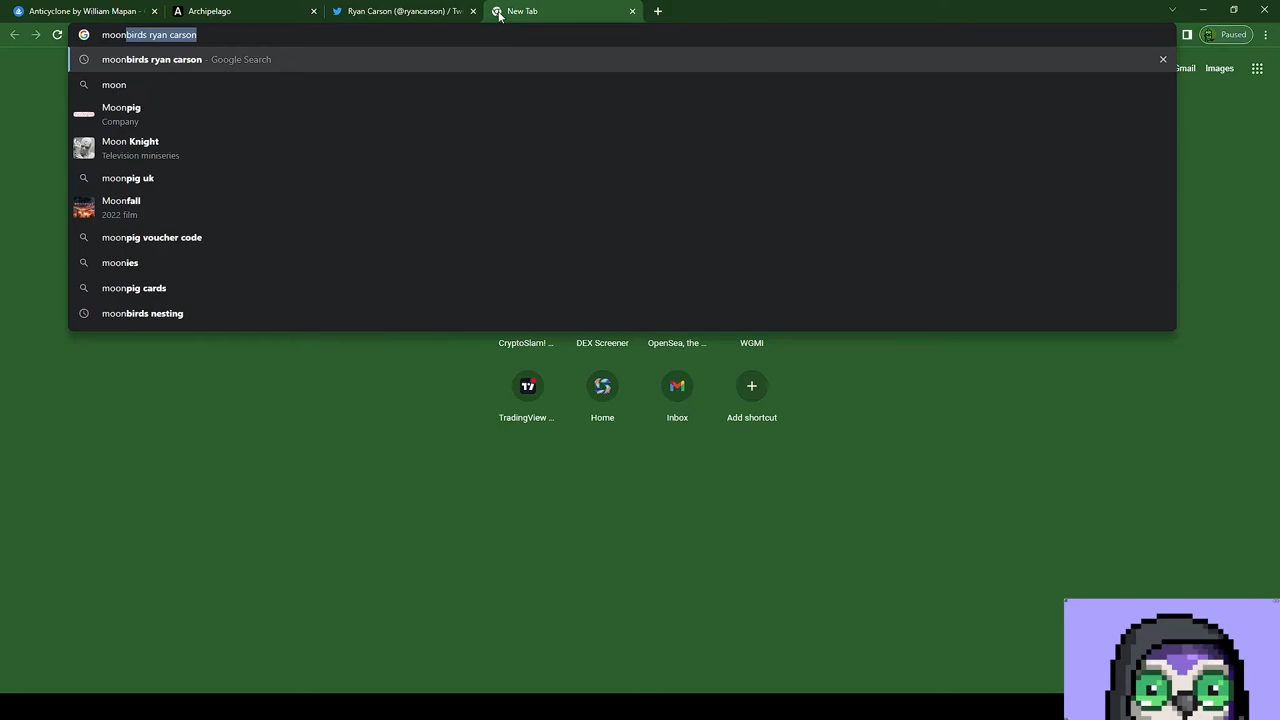 Anticyclone by William Mapan -
Archipelago
Ryan Carson (@ryancarson) / Tw
New Tab
moonbirds ryan carson
Paused
moonbirds ryan carson - Google Search
moon
Gmail
Images
Moonpig
Company
Moon Knight
Television miniseries
moonpig uk
Moonfall
2022 film
moonpig voucher code
moonies
moonpig cards
moonbirds nesting
CryptoSlam! ...
DEX Screener
OpenSea, the ...
WGMI
TradingView ...
Home
Inbox
Add shortcut